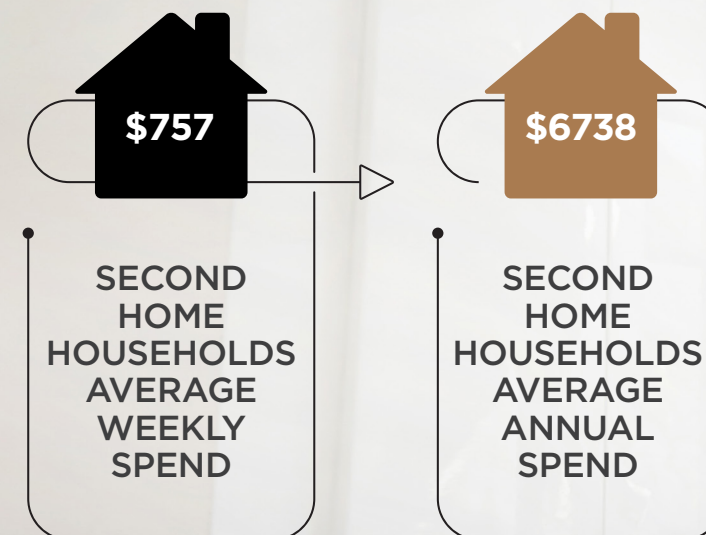 $757
SECOND
HOME
HOUSEHOLDS
AVERAGE
WEEKLY
SPEND
$6738
SECOND
HOME
HOUSEHOLDS
AVERAGE
ANNUAL
SPEND